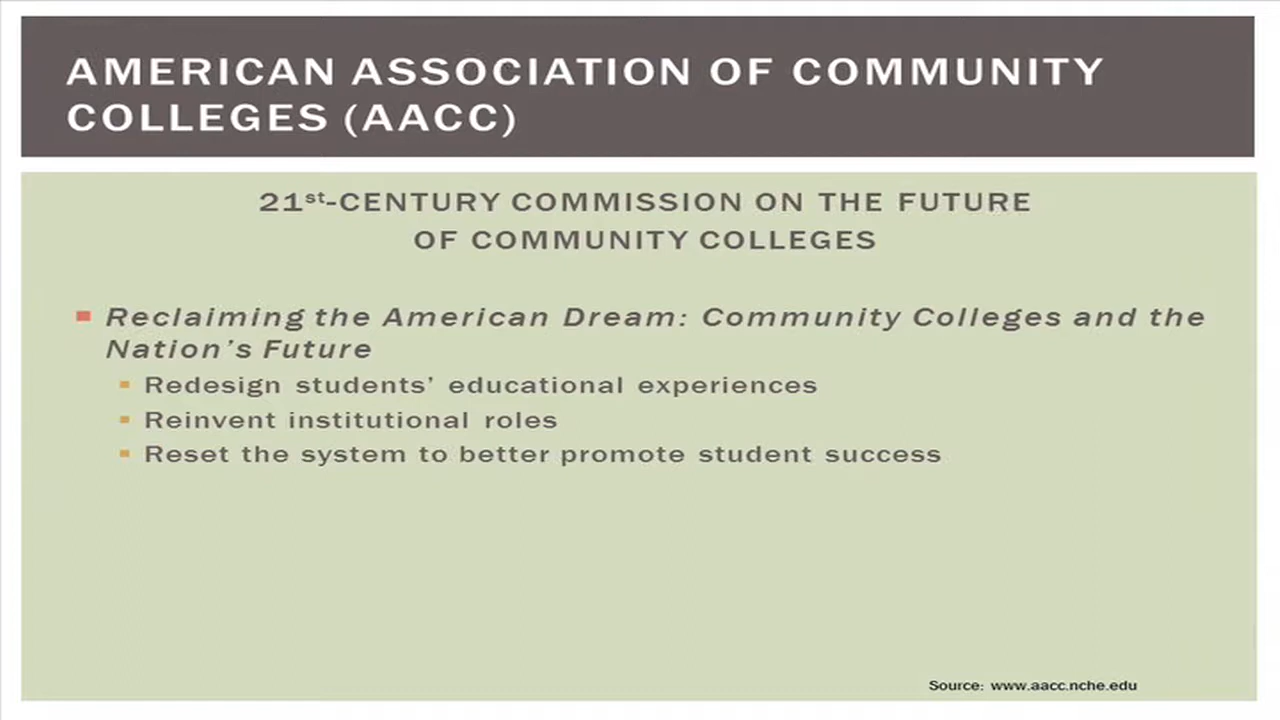 AMERICAN ASSOCIATION OF COMMUNITY
COLLEGES (AACC)
21st-CENTURY COMMISSION ON THE FUTURE
OF COMMUNITY COLLEGES
Reclaiming the American Dream: Community Colleges and the
Nation's Future
Redesign students' educational experiences
Reinvent institutional roles
Reset the system to better promote student success
Source: www.aacc.nche.edu